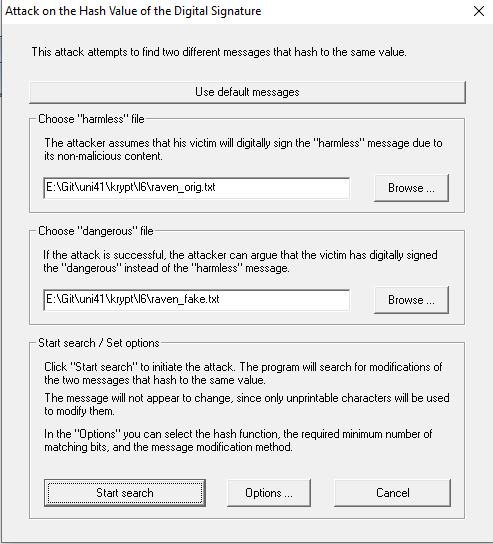 Attack on the Hash Value of the Digital Signature
This attack attempts to find two different messages that hash to the same value.
Use default messages
Choose "harmless" file
The attacker assumes that his victim will digitally sign the "harmless" message due to
its non-malicious content.
E:\Git\uni41\krypt\l6\raven_orig.txt
Browse ...
Choose "dangerous" file
If the attack is successful, the attacker can argue that the victim has digitally signed
the "dangerous" instead of the "harmless" message.
E:\Git\uni41\krypt\l6\raven_fake.txt
Browse ...
Start search / Set options
Click "Start search" to initiate the attack. The program will search for modifications of
the two messages that hash to the same value.
The message will not appear to change, since only unprintable characters will be used
to modify them.
In the "Options" you can select the hash function, the required minimum number of
matching bits, and the message modification method.
Start search
Options ...
Cancel